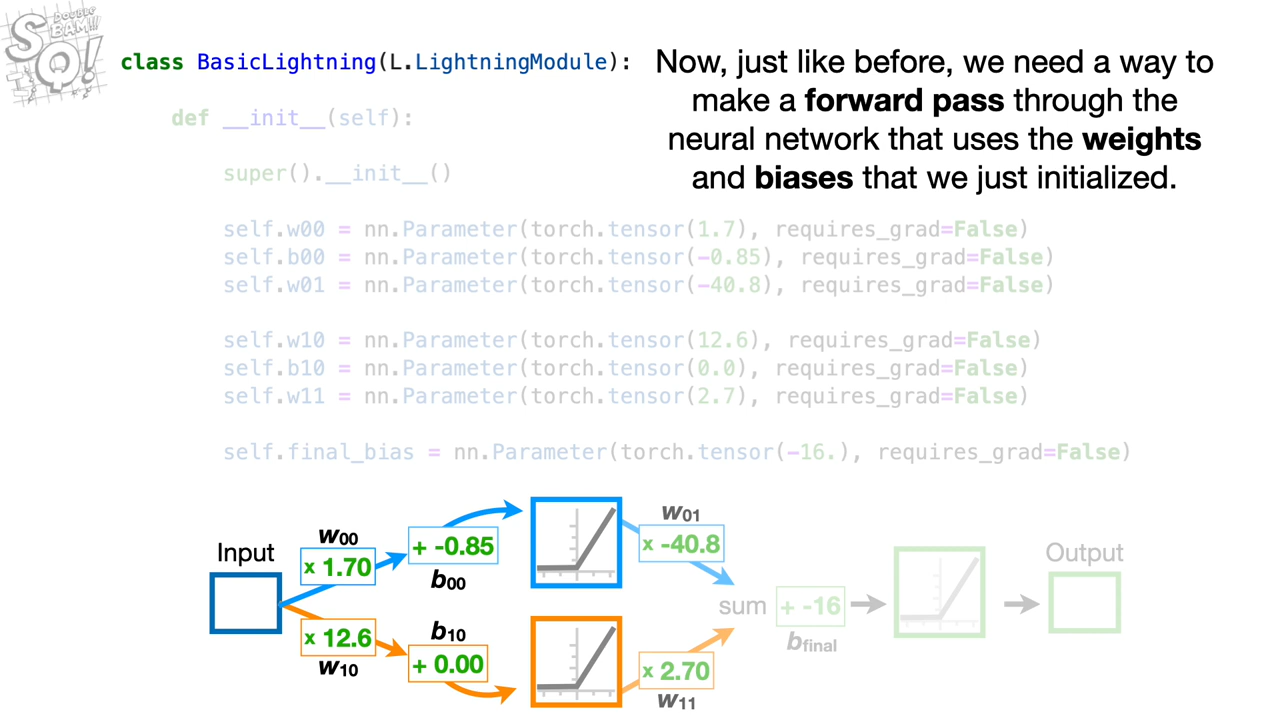 DOUBLE
BAM!!!
SQ!
class BasicLightning(L.LightningModule):
Now, just like before, we need a way to
make a forward pass through the
neural network that uses the weights
and biases that we just initialized.
def __init__(self):
super().__init__()
self.w00 = nn.Parameter(torch.tensor(1.7), requires_grad=False)
self.b00 = nn.Parameter(torch.tensor(-0.85), requires_grad=False)
self.w01 = nn.Parameter(torch.tensor(-40.8), requires_grad=False)
self.w10 = nn.Parameter(torch.tensor(12.6), requires_grad=False)
self.b10 = nn.Parameter(torch.tensor(0.0), requires_grad=False)
self.w11 = nn.Parameter(torch.tensor(2.7), requires_grad=False)
self.final_bias = nn.Parameter(torch.tensor(-16.), requires_grad=False)
Input
w00
x 1.70
+ -0.85
b00
w01
x -40.8
x 12.6
w10
b10
+ 0.00
x 2.70
w11
sum
+ -16
bfinal
Output